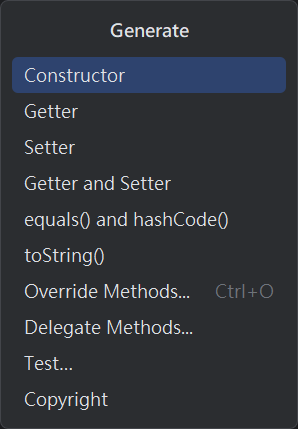 Generate
Constructor
Getter
Setter
Getter and Setter
equals() and hashCode()
toString()
Override Methods... Ctrl+O
Delegate Methods...
Test...
Copyright